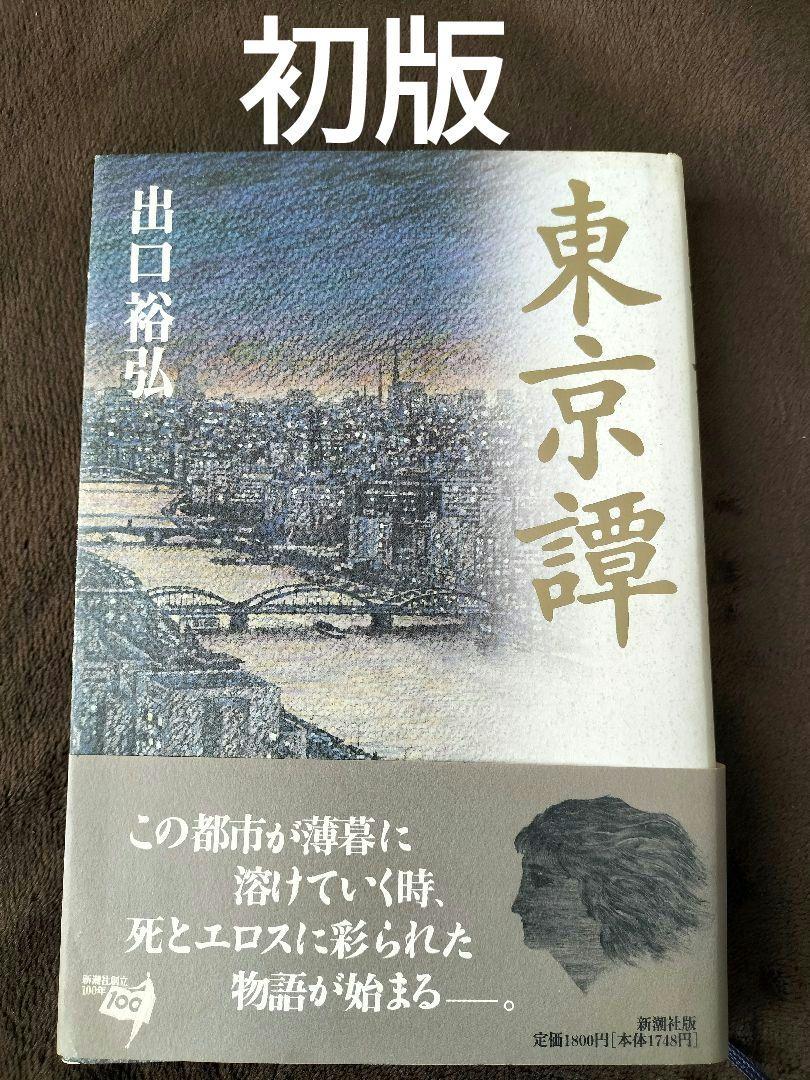 初版
東京譚
出口裕弘
この都市が薄暮に
溶けていく時、
死とエロスに彩られた
物語が始まる──。
新潮社創立
100年
100
新潮社版
定価1800円[本体1748円]